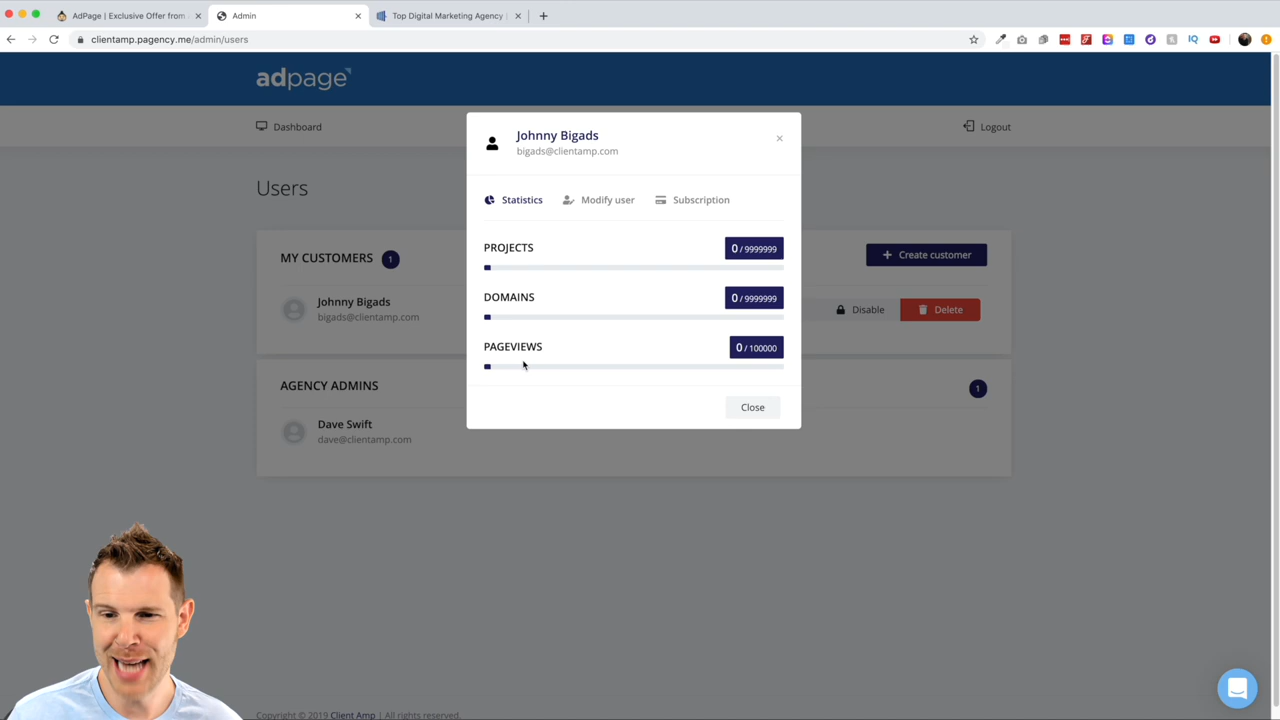 AdPage | Exclusive Offer from
Admin
Top Digital Marketing Agency
clientamp.pagency.me/admin/users
adpage
Dashboard
Logout
Users
MY CUSTOMERS 1
Create customer
Johnny Bigads
bigads@clientamp.com
Disable
Delete
AGENCY ADMINS
1
Dave Swift
dave@clientamp.com
Johnny Bigads
bigads@clientamp.com
Statistics
Modify user
Subscription
PROJECTS
0 / 9999999
DOMAINS
0 / 9999999
PAGEVIEWS
0 / 100000
Close
Copyright © 2019 Client Amp | All rights reserved.
IQ